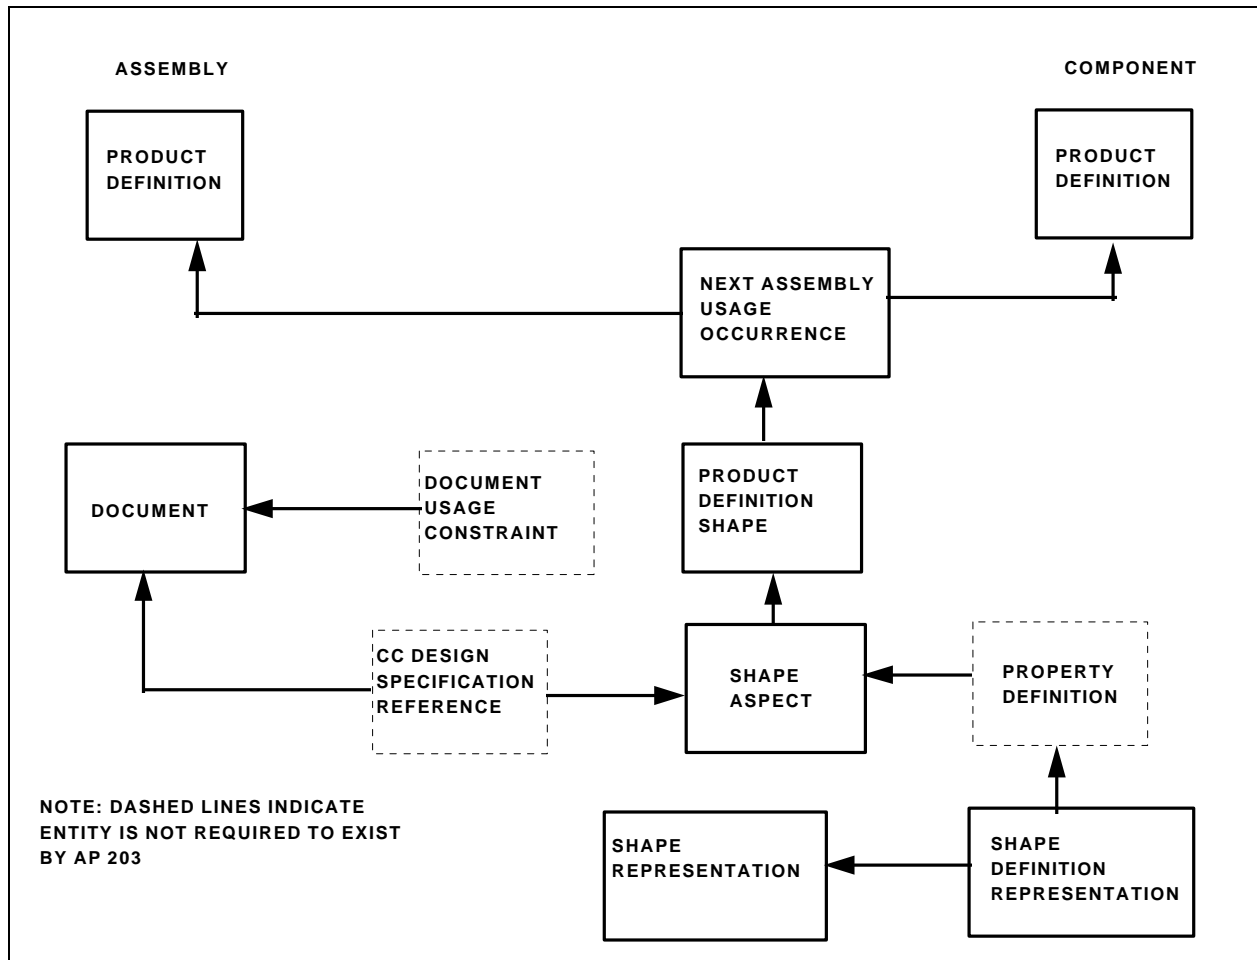 ASSEMBLY
COMPONENT
PRODUCT
DEFINITION
PRODUCT
DEFINITION
NEXT ASSEMBLY
USAGE
OCCURRENCE
DOCUMENT
DOCUMENT
USAGE
CONSTRAINT
PRODUCT
DEFINITION
SHAPE
CC DESIGN
SPECIFICATION
REFERENCE
SHAPE
ASPECT
PROPERTY
DEFINITION
NOTE: DASHED LINES INDICATE
ENTITY IS NOT REQUIRED TO EXIST
BY AP 203
SHAPE
REPRESENTATION
SHAPE
DEFINITION
REPRESENTATION